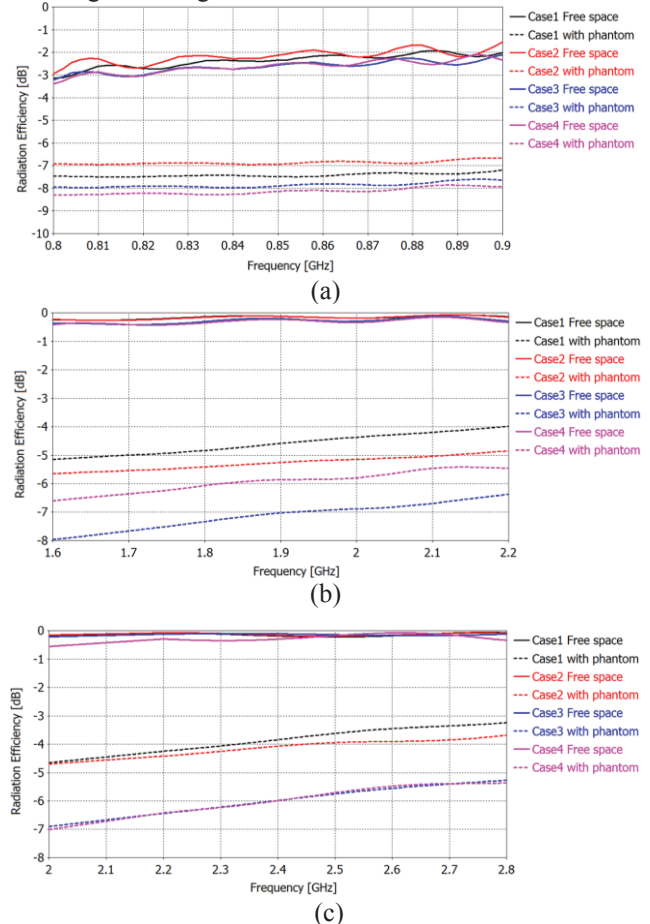 0
-1
-2
-3
-4
-5
-6
-7
-8
-9
-10
Radiation Efficiency [dB]
0.8 0.81 0.82 0.83 0.84 0.85 0.86 0.87 0.88 0.89 0.9
Frequency [GHz]
Case1 Free space
Case1 with phantom
Case2 Free space
Case2 with phantom
Case3 Free space
Case3 with phantom
Case4 Free space
Case4 with phantom
(a)
0
-1
-2
-3
-4
-5
-6
-7
-8
Radiation Efficiency [dB]
1.6 1.7 1.8 1.9 2 2.1 2.2
Frequency [GHz]
Case1 Free space
Case1 with phantom
Case2 Free space
Case2 with phantom
Case3 Free space
Case3 with phantom
Case4 Free space
Case4 with phantom
(b)
0
-1
-2
-3
-4
-5
-6
-7
-8
Radiation Efficiency [dB]
2 2.1 2.2 2.3 2.4 2.5 2.6 2.7 2.8
Frequency [GHz]
Case1 Free space
Case1 with phantom
Case2 Free space
Case2 with phantom
Case3 Free space
Case3 with phantom
Case4 Free space
Case4 with phantom
(c)